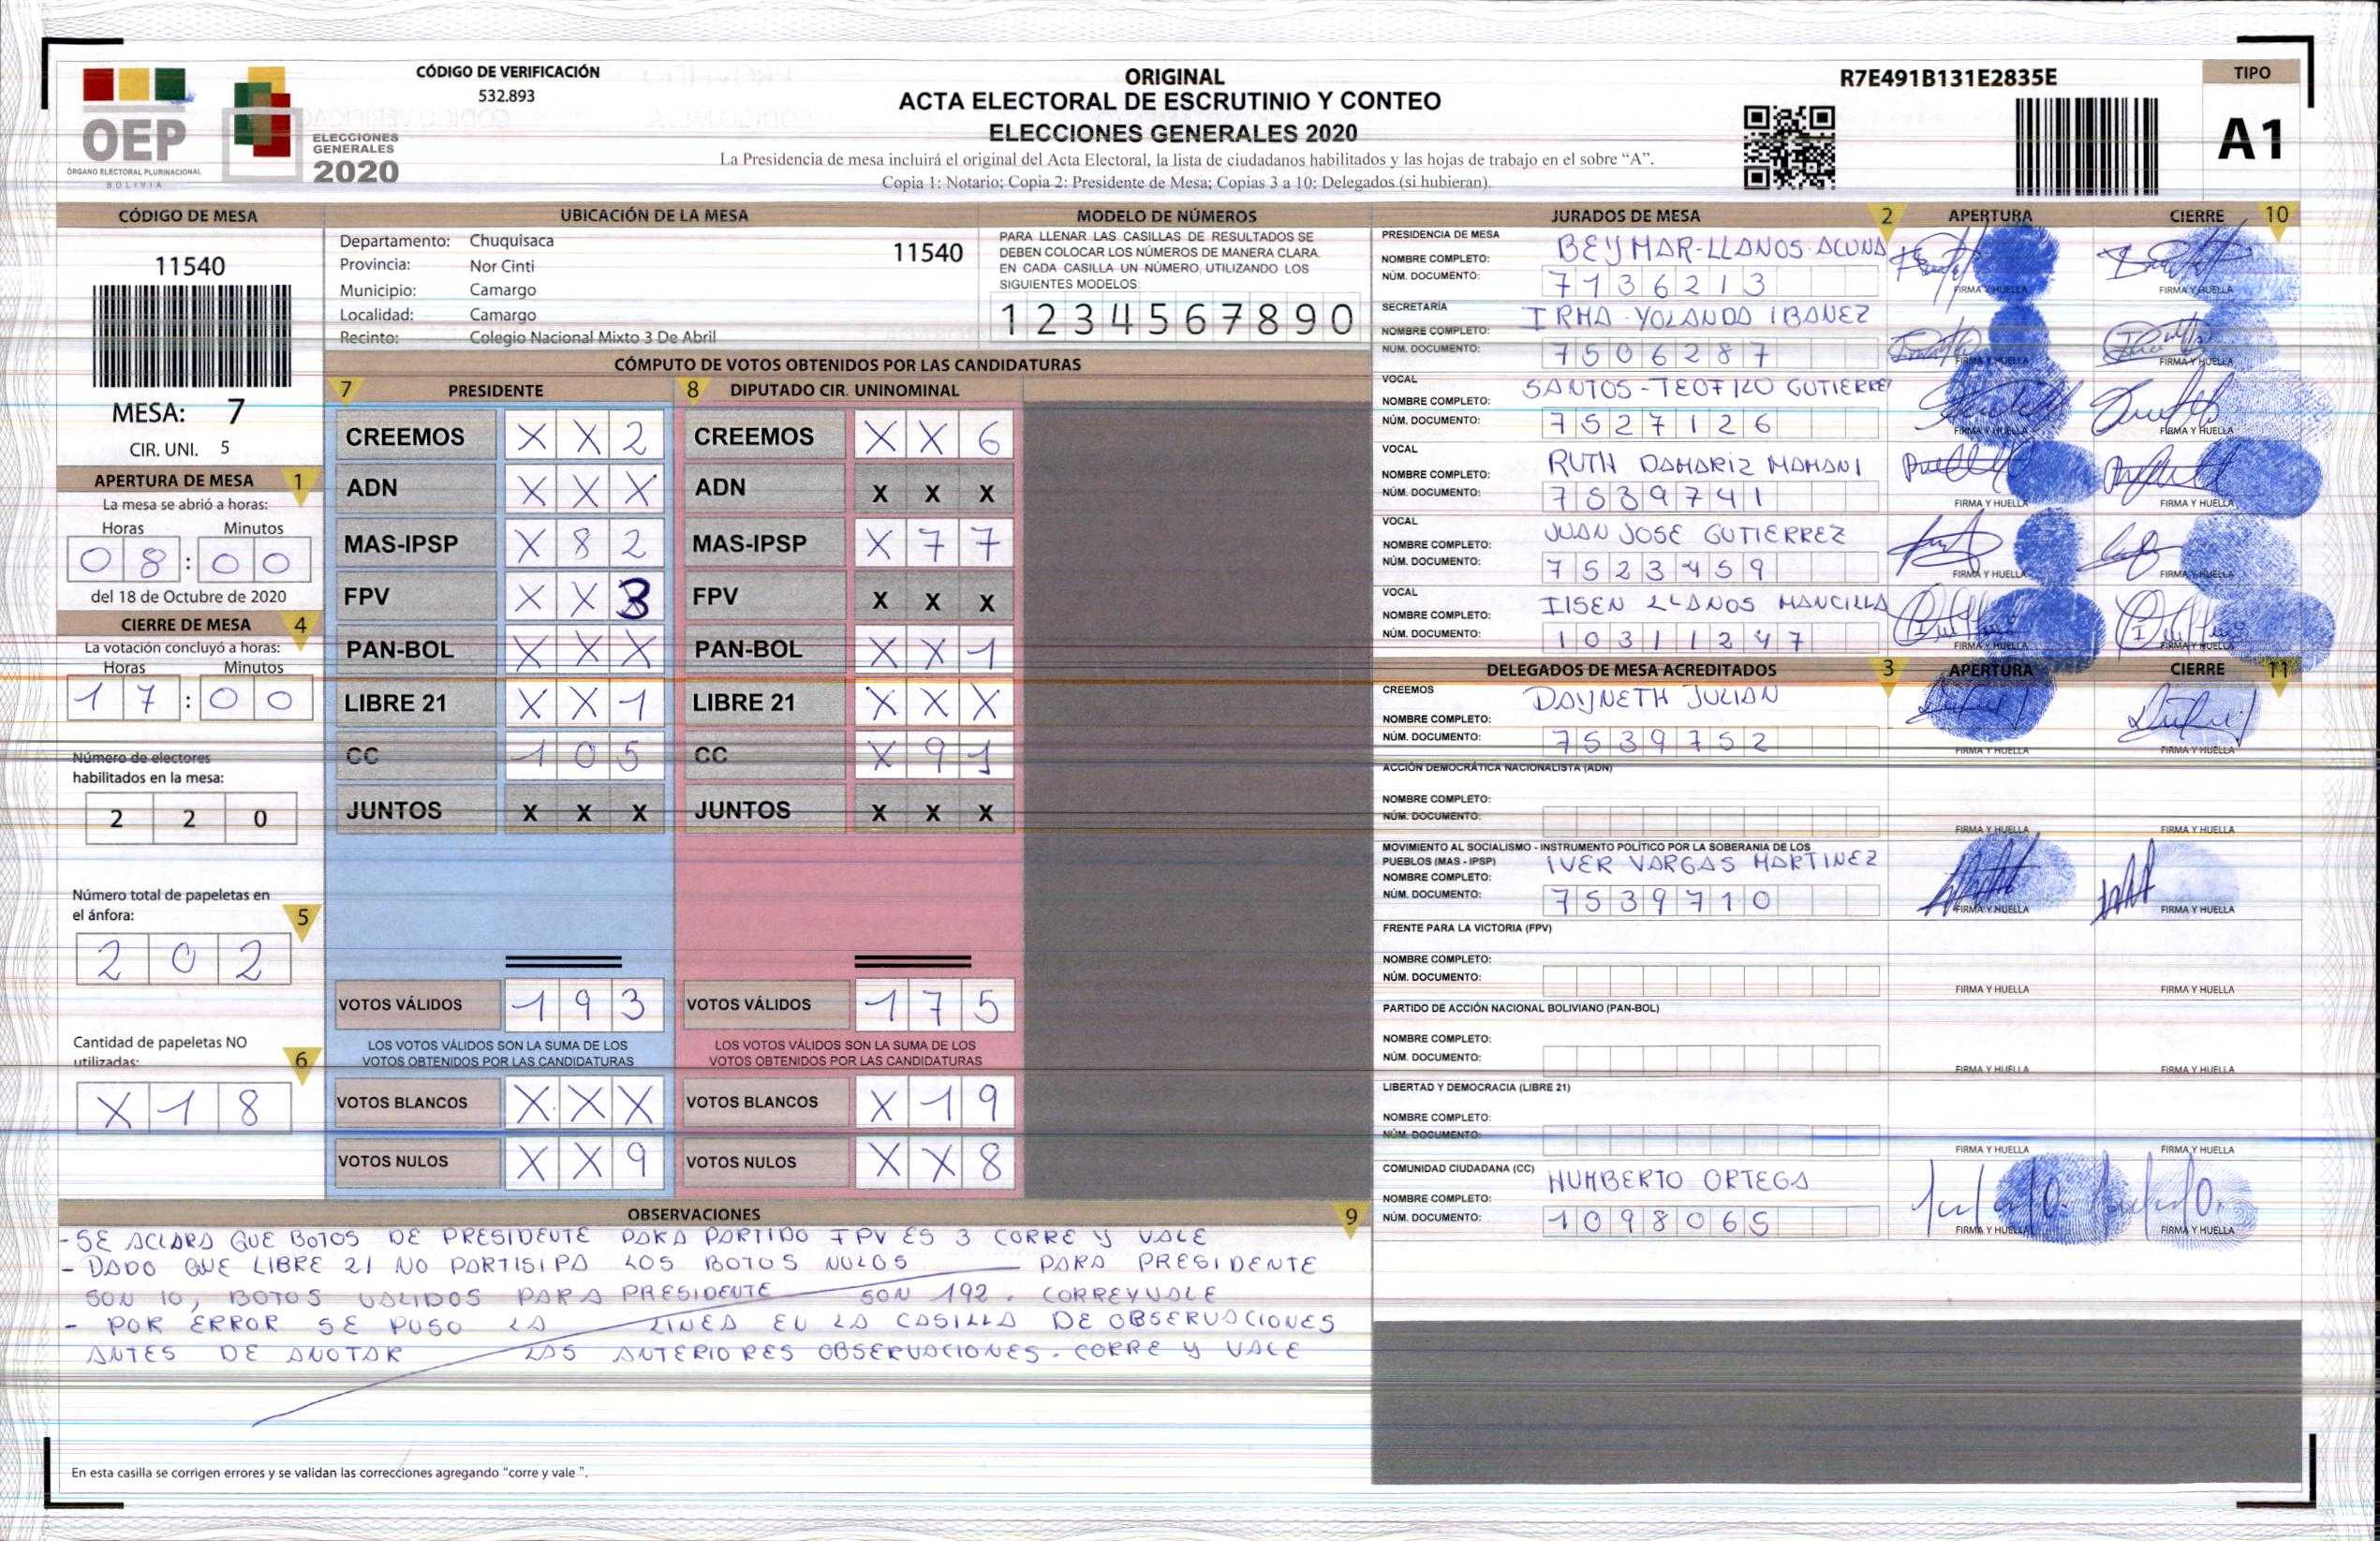 CÓDIGO DE VERIFICACIÓN
532.893
OEP
ÓRGANO ELECTORAL PLURINACIONAL
BOLIVIA
ELECCIONES
GENERALES
2020
ORIGINAL
ACTA ELECTORAL DE ESCRUTINIO Y CONTEO
ELECCIONES GENERALES 2020
La Presidencia de mesa incluirá el original del Acta Electoral, la lista de ciudadanos habilitados y las hojas de trabajo en el sobre “A”.
Copia 1: Notario; Copia 2: Presidente de Mesa; Copias 3 a 10: Delegados (si hubieran).
R7E491B131E2835E
TIPO
A1
CÓDIGO DE MESA
11540
MESA: 7
CIR. UNI. 5
APERTURA DE MESA 1
La mesa se abrió a horas:
Horas Minutos
0 8 : 0 0
del 18 de Octubre de 2020
CIERRE DE MESA 4
La votación concluyó a horas:
Horas Minutos
1 7 : 0 0
Número de electores
habilitados en la mesa:
2 2 0
Número total de papeletas en
el ánfora: 5
2 0 2
Cantidad de papeletas NO
utilizadas: 6
X 1 8
UBICACIÓN DE LA MESA
Departamento: Chuquisaca 11540
Provincia: Nor Cinti
Municipio: Camargo
Localidad: Camargo
Recinto: Colegio Nacional Mixto 3 De Abril
MODELO DE NÚMEROS
PARA LLENAR LAS CASILLAS DE RESULTADOS SE
DEBEN COLOCAR LOS NÚMEROS DE MANERA CLARA.
EN CADA CASILLA UN NÚMERO, UTILIZANDO LOS
SIGUIENTES MODELOS:
1 2 3 4 5 6 7 8 9 0
CÓMPUTO DE VOTOS OBTENIDOS POR LAS CANDIDATURAS
7 PRESIDENTE
CREEMOS X X 2
ADN X X X
MAS-IPSP X 8 2
FPV X X 3
PAN-BOL X X X
LIBRE 21 X X 1
CC 1 0 5
JUNTOS X X X
VOTOS VÁLIDOS 1 9 3
LOS VOTOS VÁLIDOS SON LA SUMA DE LOS
VOTOS OBTENIDOS POR LAS CANDIDATURAS
VOTOS BLANCOS X X X
VOTOS NULOS X X 9
8 DIPUTADO CIR. UNINOMINAL
CREEMOS X X 6
ADN X X X
MAS-IPSP X 7 7
FPV X X X
PAN-BOL X X 1
LIBRE 21 X X X
CC X 9 1
JUNTOS X X X
VOTOS VÁLIDOS 1 7 5
LOS VOTOS VÁLIDOS SON LA SUMA DE LOS
VOTOS OBTENIDOS POR LAS CANDIDATURAS
VOTOS BLANCOS X 1 9
VOTOS NULOS X X 8
OBSERVACIONES 9
- SE ACLARA QUE BOTOS DE PRESIDENTE PARA PARTIDO FPV ES 3 CORRE Y VALE
- DADO QUE LIBRE 21 NO PARTISIPA LOS BOTOS NULOS PARA PRESIDENTE
SON 10, BOTOS VALIDOS PARA PRESIDENTE SON 192. CORRE Y VALE
- POR ERROR SE PUSO LA LINEA EN LA CASILLA DE OBSERVACIONES
ANTES DE ANOTAR LAS ANTERIORES OBSERVACIONES. CORRE Y VALE
En esta casilla se corrigen errores y se validan las correcciones agregando “corre y vale ”.
JURADOS DE MESA 2 APERTURA CIERRE 10
PRESIDENCIA DE MESA
NOMBRE COMPLETO: BEYMAR-LLANOS-ACUNA
NÚM. DOCUMENTO: 7136213
FIRMA Y HUELLA FIRMA Y HUELLA
SECRETARÍA
NOMBRE COMPLETO: IRMA-YOLANDA IBANEZ
NÚM. DOCUMENTO: 7506287
FIRMA Y HUELLA FIRMA Y HUELLA
VOCAL
NOMBRE COMPLETO: SANTOS-TEOFILO GUTIERREZ
NÚM. DOCUMENTO: 7527126
FIRMA Y HUELLA FIRMA Y HUELLA
VOCAL
NOMBRE COMPLETO: RUTH DAMARIZ MAMANI
NÚM. DOCUMENTO: 7539741
FIRMA Y HUELLA FIRMA Y HUELLA
VOCAL
NOMBRE COMPLETO: JUAN JOSE GUTIERREZ
NÚM. DOCUMENTO: 7523459
FIRMA Y HUELLA FIRMA Y HUELLA
VOCAL
NOMBRE COMPLETO: ILSEN LLANOS MANCILLA
NÚM. DOCUMENTO: 10311247
FIRMA Y HUELLA FIRMA Y HUELLA
DELEGADOS DE MESA ACREDITADOS 3 APERTURA CIERRE 11
CREEMOS
NOMBRE COMPLETO: DAYNETH JULIAN
NÚM. DOCUMENTO: 7539752
FIRMA Y HUELLA FIRMA Y HUELLA
ACCIÓN DEMOCRÁTICA NACIONALISTA (ADN)
NOMBRE COMPLETO:
NÚM. DOCUMENTO:
FIRMA Y HUELLA FIRMA Y HUELLA
MOVIMIENTO AL SOCIALISMO - INSTRUMENTO POLÍTICO POR LA SOBERANIA DE LOS
PUEBLOS (MAS - IPSP)
NOMBRE COMPLETO: IVER VARGAS MARTINEZ
NÚM. DOCUMENTO: 7539710
FIRMA Y HUELLA FIRMA Y HUELLA
FRENTE PARA LA VICTORIA (FPV)
NOMBRE COMPLETO:
NÚM. DOCUMENTO:
FIRMA Y HUELLA FIRMA Y HUELLA
PARTIDO DE ACCIÓN NACIONAL BOLIVIANO (PAN-BOL)
NOMBRE COMPLETO:
NÚM. DOCUMENTO:
FIRMA Y HUELLA FIRMA Y HUELLA
LIBERTAD Y DEMOCRACIA (LIBRE 21)
NOMBRE COMPLETO:
NÚM. DOCUMENTO:
FIRMA Y HUELLA FIRMA Y HUELLA
COMUNIDAD CIUDADANA (CC)
NOMBRE COMPLETO: HUMBERTO ORTEGA
NÚM. DOCUMENTO: 1098065
FIRMA Y HUELLA FIRMA Y HUELLA